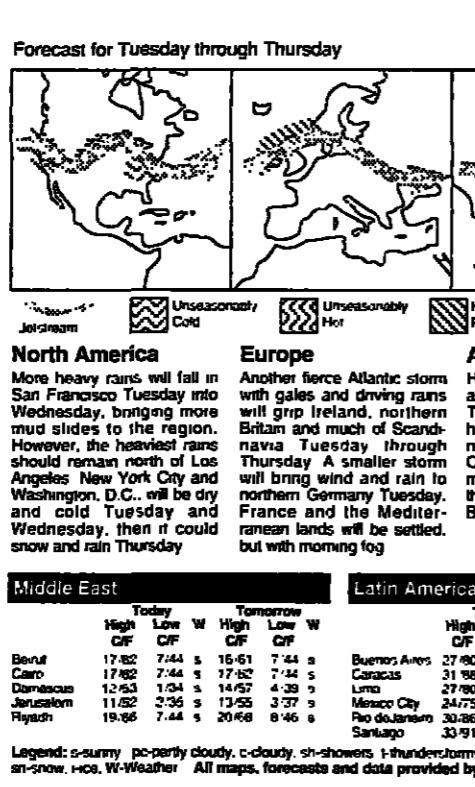 Forecast for Tuesday through Thursday
Jetstream
Unseasonably
Cold
Unseasonably
Hot
North America
More heavy rains will fall in
San Francisco Tuesday into
Wednesday, bringing more
mud slides to the region.
However, the heaviest rains
should remain north of Los
Angeles New York City and
Washington, D.C., will be dry
and cold Tuesday and
Wednesday, then it could
snow and rain Thursday
Europe
Another fierce Atlantic storm
with gales and driving rains
will grip Ireland, northern
Britain and much of Scandi-
navia Tuesday through
Thursday A smaller storm
will bring wind and rain to
northern Germany Tuesday.
France and the Mediter-
ranean lands will be settled,
but with morning fog
Middle East
Today Tomorrow
High Low W High Low W
C/F C/F C/F C/F
Beirut 7/44 s 16/61 7/44 s
Cairo 7/44 s 7/44 s
Damascus 12/53 1/34 s 14/57 4/39
Jerusalem 11/52 2/36 s 13/55 3/37 s
Riyadh 19/66 7/44 s 20/68 8/46 s
Latin America
High
C/F
Buenos Aires
Caracas
Lima
Mexico City 24/75
Rio de Janeiro
Santiago 33/91
Legend: s-sunny pc-partly cloudy, c-cloudy, sh-showers
sn-snow, W-Weather All maps, forecasts and data provided by